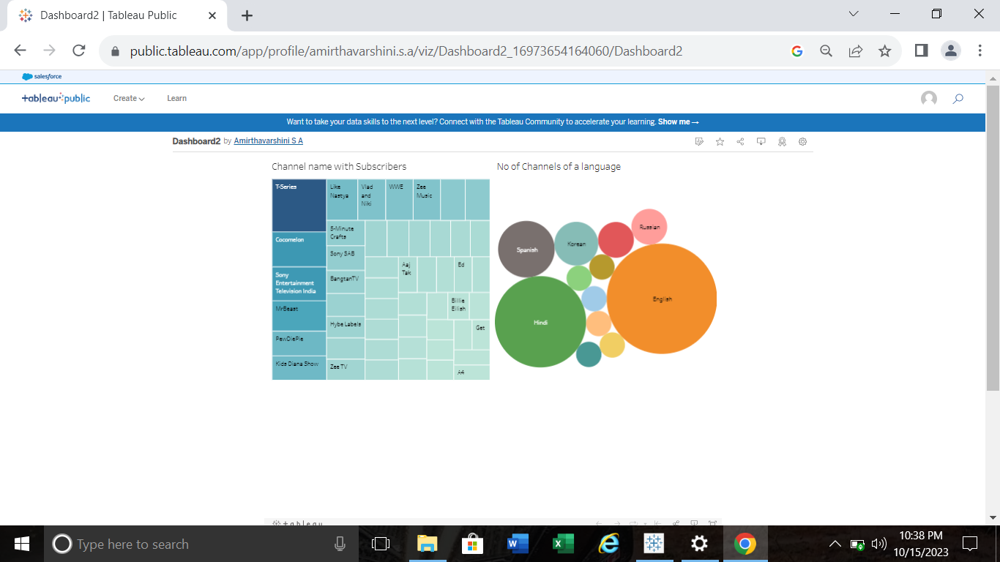 Dashboard2 | Tableau Public
public.tableau.com/app/profile/amirthavarshini.s.a/viz/Dashboard2_16973654164060/Dashboard2
salesforce
+ableau public
Create
Learn
Want to take your data skills to the next level? Connect with the Tableau Community to accelerate your learning. Show me →
Dashboard2 by Amirthavarshini S A
Channel name with Subscribers
T-Series
Cocomelon
Sony
Entertainment
Television India
MrBeast
PewDiePie
Kids Diana Show
Like
Nastya
Vlad
and
Niki
WWE
Zee
Music
5-Minute
Crafts
Sony SAB
BangtanTV
Hybe Labels
Zee TV
Aaj
Tak
Ed
Billie
Eilish
Get
A4
No of Channels of a language
Spanish
Korean
Russian
Hindi
English
+ableau
Type here to search
10:38 PM
10/15/2023